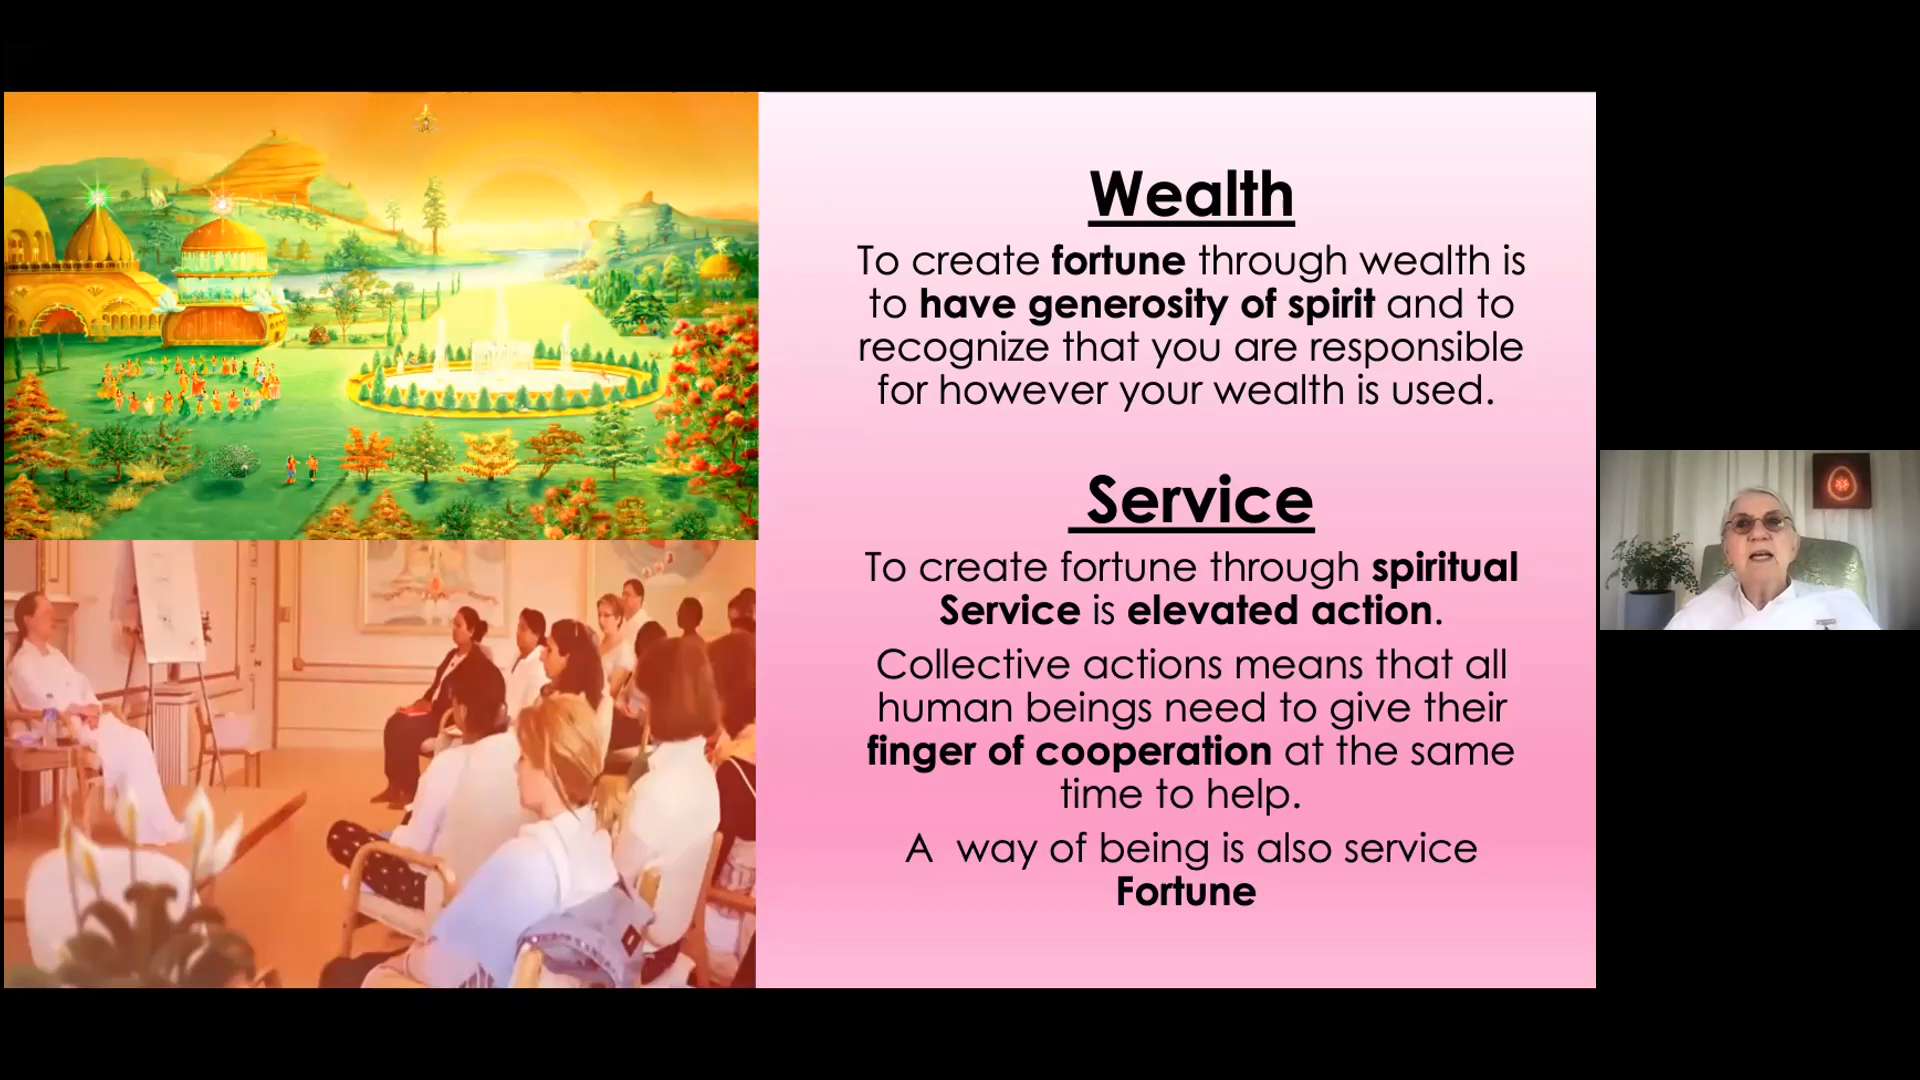 Wealth
To create fortune through wealth is
to have generosity of spirit and to
recognize that you are responsible
for however your wealth is used.
Service
To create fortune through spiritual
Service is elevated action.
Collective actions means that all
human beings need to give their
finger of cooperation at the same
time to help.
A way of being is also service
Fortune